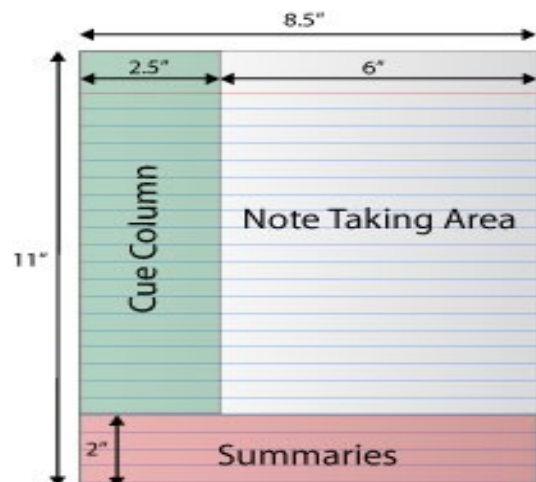 8.5"
2.5"
6"
Cue Column
Note Taking Area
11"
2"
Summaries